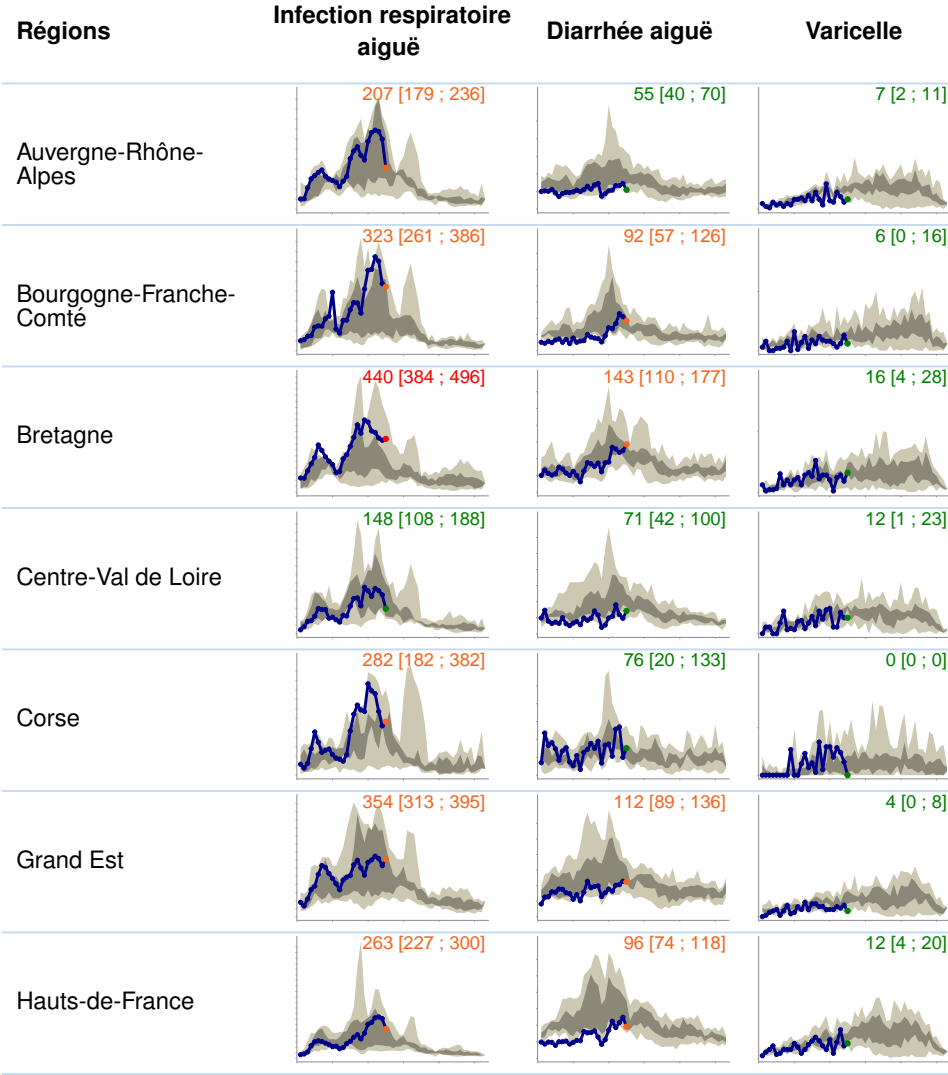 Régions
Infection respiratoire
aiguë
Diarrhée aiguë
Varicelle
Auvergne-Rhône-
Alpes
207 [179 ; 236]
55 [40 ; 70]
7 [2 ; 11]
Bourgogne-Franche-
Comté
323 [261 ; 386]
92 [57 ; 126]
6 [0 ; 16]
Bretagne
440 [384 ; 496]
143 [110 ; 177]
16 [4 ; 28]
Centre-Val de Loire
148 [108 ; 188]
71 [42 ; 100]
12 [1 ; 23]
Corse
282 [182 ; 382]
76 [20 ; 133]
0 [0 ; 0]
Grand Est
354 [313 ; 395]
112 [89 ; 136]
4 [0 ; 8]
Hauts-de-France
263 [227 ; 300]
96 [74 ; 118]
12 [4 ; 20]